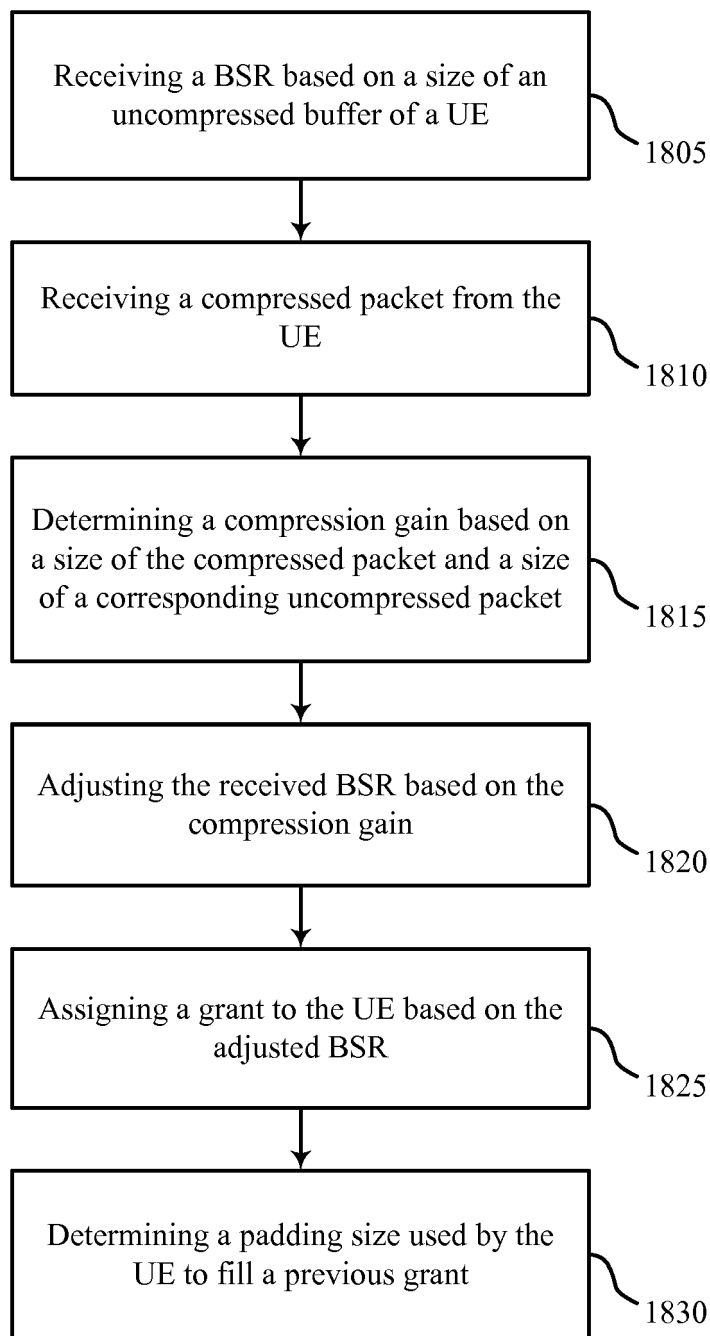 Receiving a BSR based on a size of an
uncompressed buffer of a UE
1805
Receiving a compressed packet from the
UE
1810
Determining a compression gain based on
a size of the compressed packet and a size
of a corresponding uncompressed packet
1815
Adjusting the received BSR based on the
compression gain
1820
Assigning a grant to the UE based on the
adjusted BSR
1825
Determining a padding size used by the
UE to fill a previous grant
1830